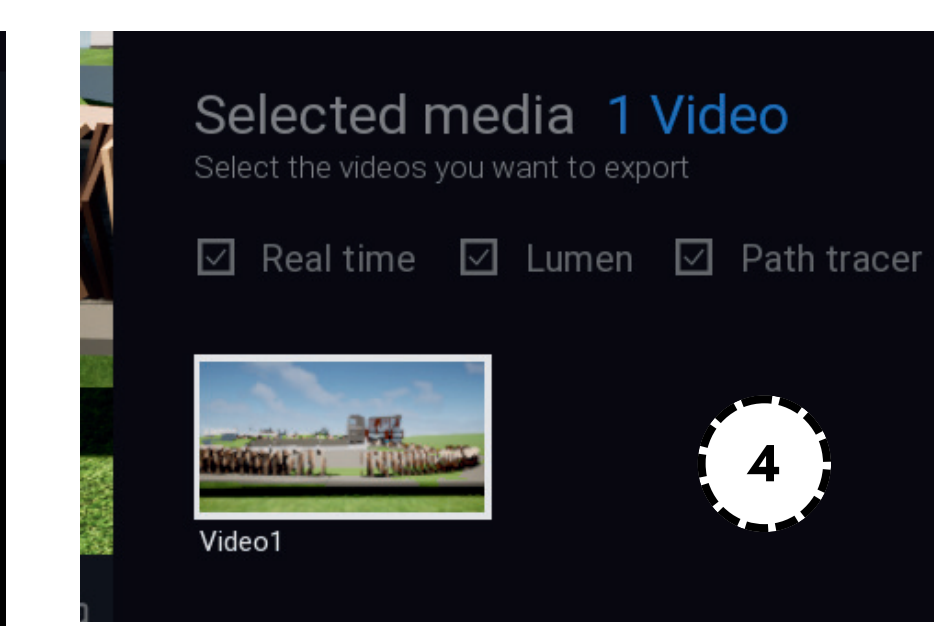 Selected media 1 Video
Select the videos you want to export
Real time Lumen Path tracer
4
Video1